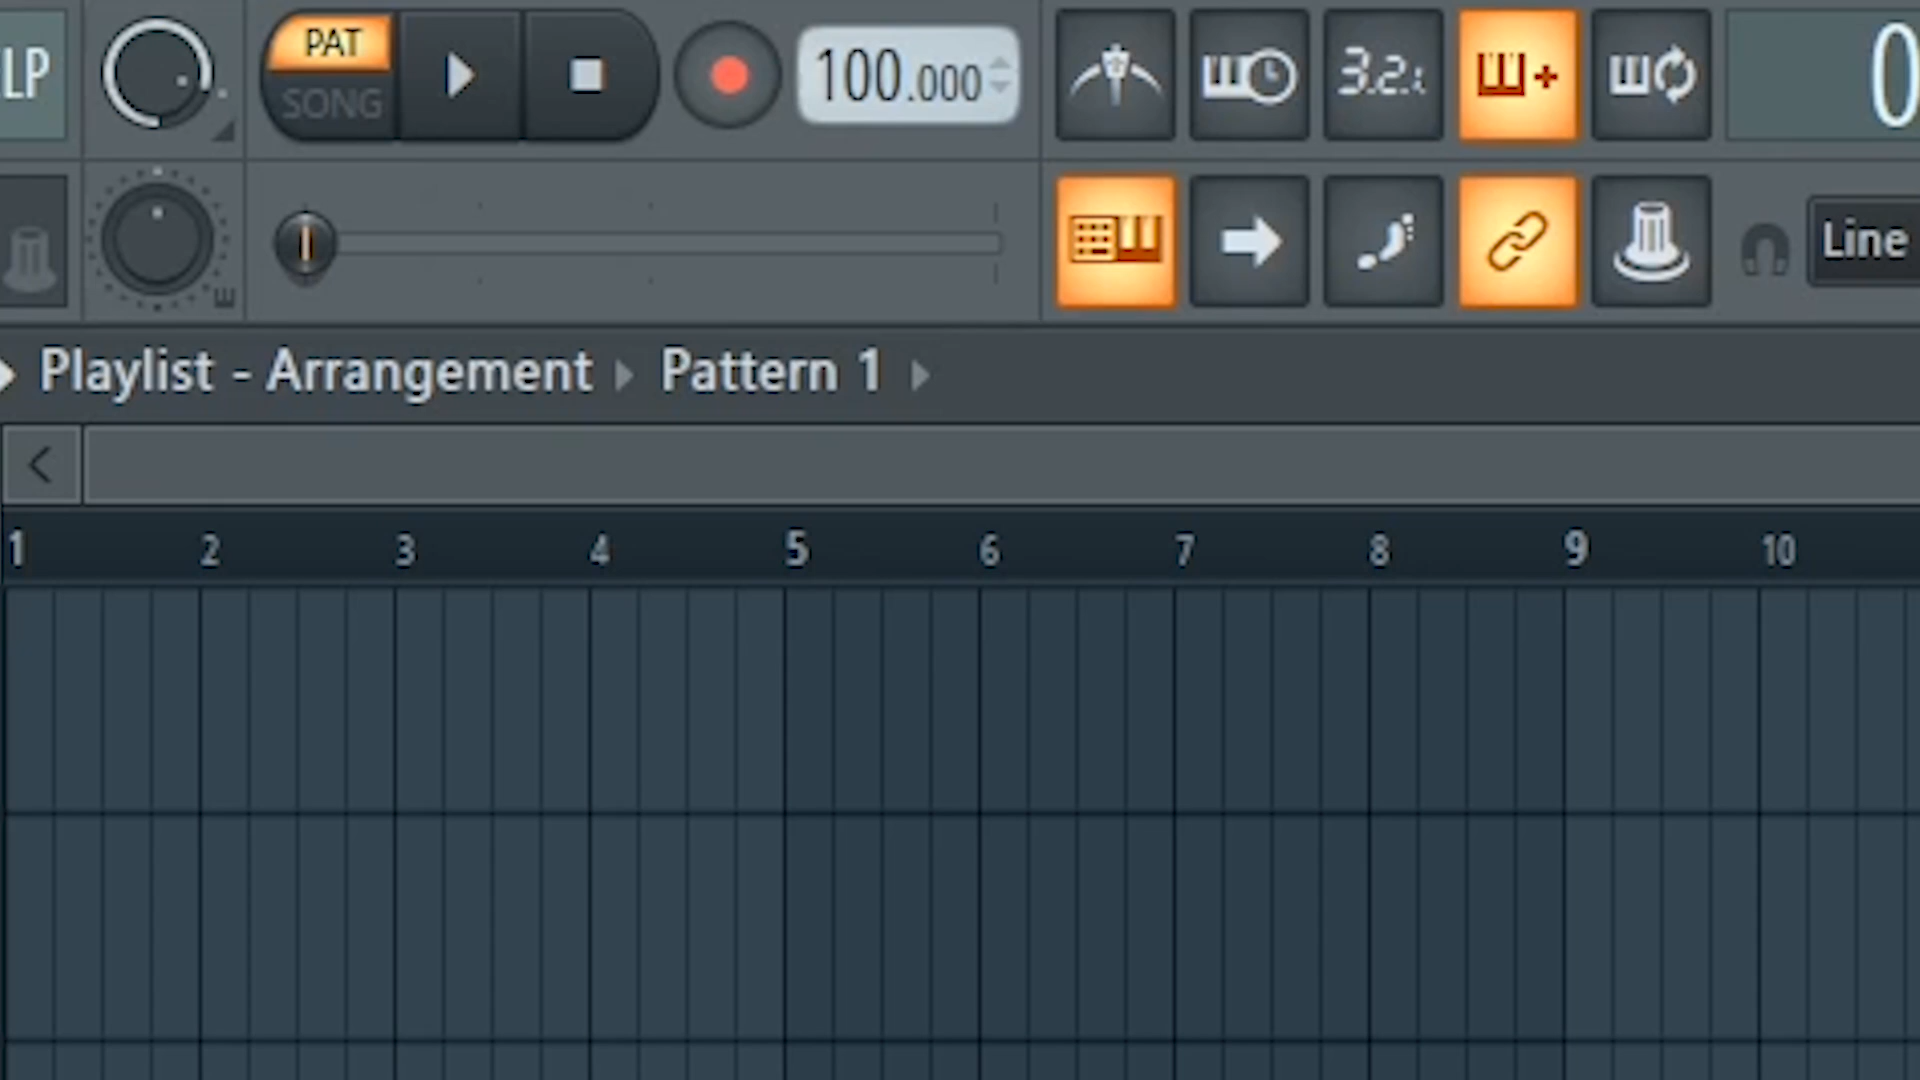 LP
PAT
SONG
100.000
3.2.
0
Line
Playlist - Arrangement
Pattern 1
1 2 3 4 5 6 7 8 9 10